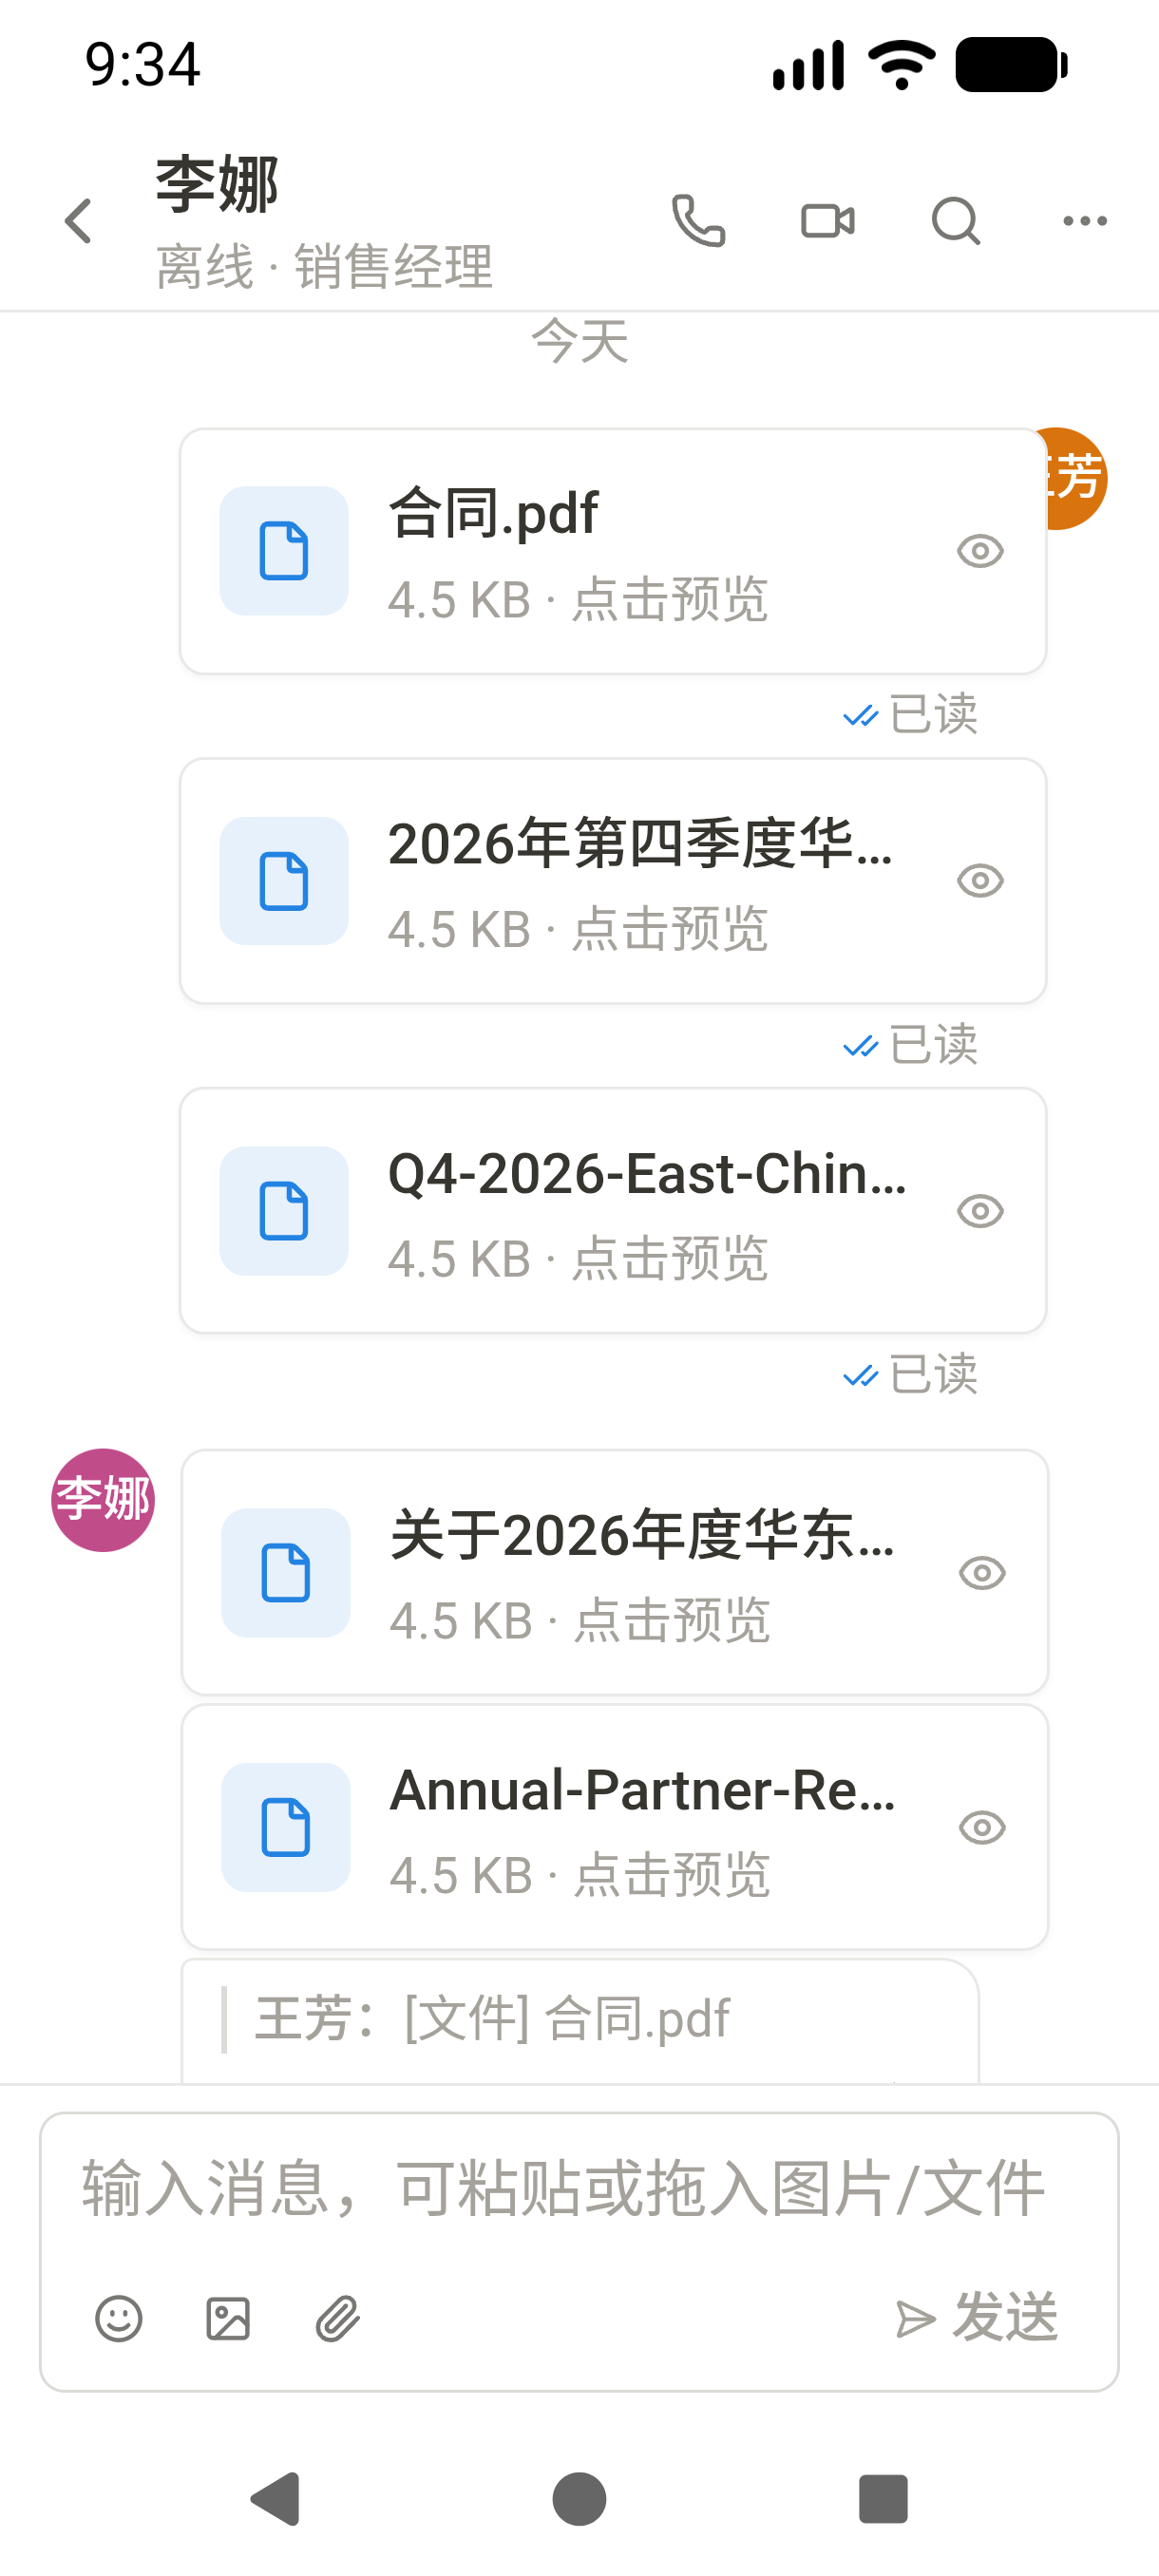 9:34
李娜
离线 · 销售经理
今天
合同.pdf
4.5 KB · 点击预览
芳
已读
2026年第四季度华...
4.5 KB · 点击预览
已读
Q4-2026-East-Chin...
4.5 KB · 点击预览
已读
李娜
关于2026年度华东...
4.5 KB · 点击预览
Annual-Partner-Re...
4.5 KB · 点击预览
王芳：[文件] 合同.pdf
输入消息，可粘贴或拖入图片/文件
发送